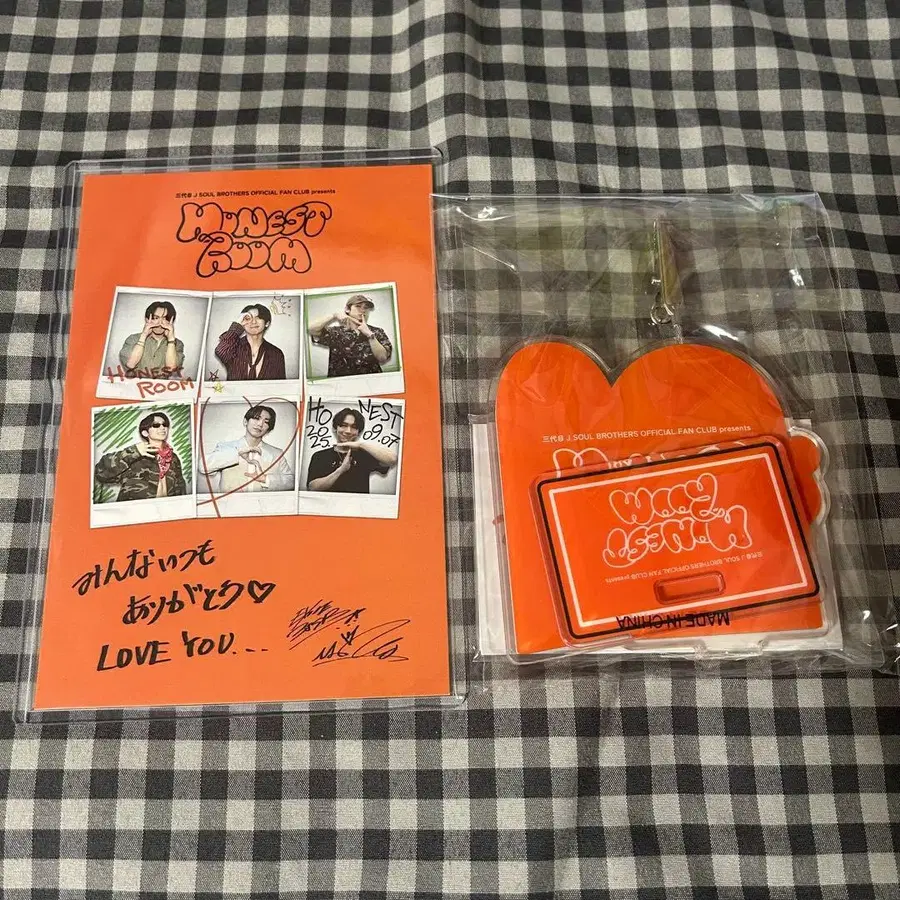 三代目 J SOUL BROTHERS OFFICIAL FAN CLUB presents
HONEST
ROOM
HONEST
ROOM
HONEST
2025.
09.07
みんないつも
ありがとう♡
LOVE YOU...
三代目 J SOUL BROTHERS OFFICIAL FAN CLUB presents
HONEST
ROOM
三代目 J SOUL BROTHERS OFFICIAL FAN CLUB presents
MADE IN CHINA